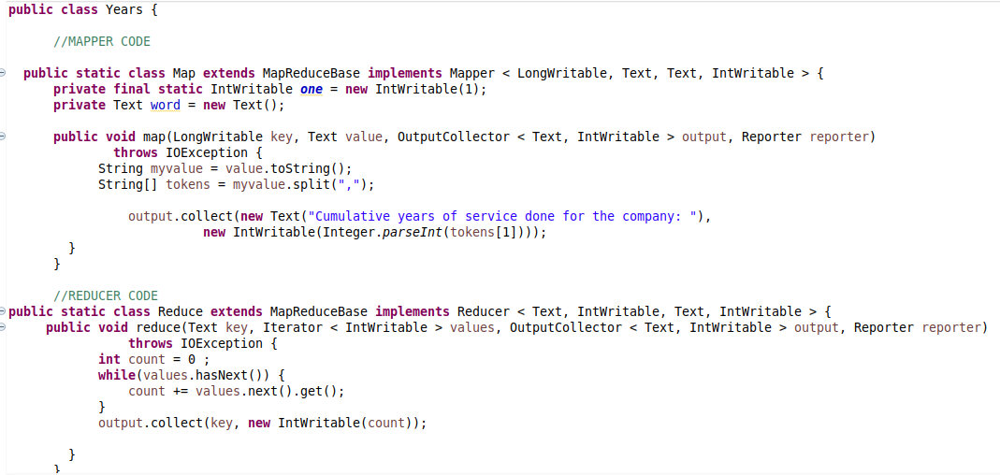 public class Years {
//MAPPER CODE
public static class Map extends MapReduceBase implements Mapper < LongWritable, Text, Text, IntWritable > {
private final static IntWritable one = new IntWritable(1);
private Text word = new Text();
public void map(LongWritable key, Text value, OutputCollector < Text, IntWritable > output, Reporter reporter)
throws IOException {
String myvalue = value.toString();
String[] tokens = myvalue.split(",");
output.collect(new Text("Cumulative years of service done for the company: "),
new IntWritable(Integer.parseInt(tokens[1])));
}
}
//REDUCER CODE
public static class Reduce extends MapReduceBase implements Reducer < Text, IntWritable, Text, IntWritable > {
public void reduce(Text key, Iterator < IntWritable > values, OutputCollector < Text, IntWritable > output, Reporter reporter)
throws IOException {
int count = 0 ;
while(values.hasNext()) {
count += values.next().get();
}
output.collect(key, new IntWritable(count));
}
}